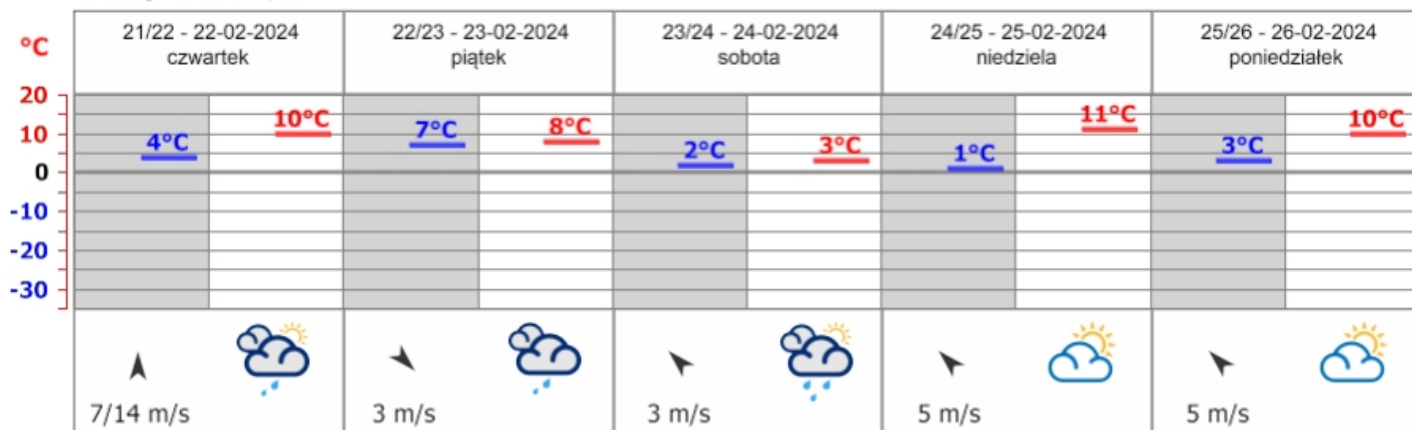 °C
21/22 - 22-02-2024
czwartek
22/23 - 23-02-2024
piątek
23/24 - 24-02-2024
sobota
24/25 - 25-02-2024
niedziela
25/26 - 26-02-2024
poniedziałek
20
10
0
-10
-20
-30
4°C
10°C
7°C
8°C
2°C
3°C
1°C
11°C
3°C
10°C
7/14 m/s
3 m/s
3 m/s
5 m/s
5 m/s